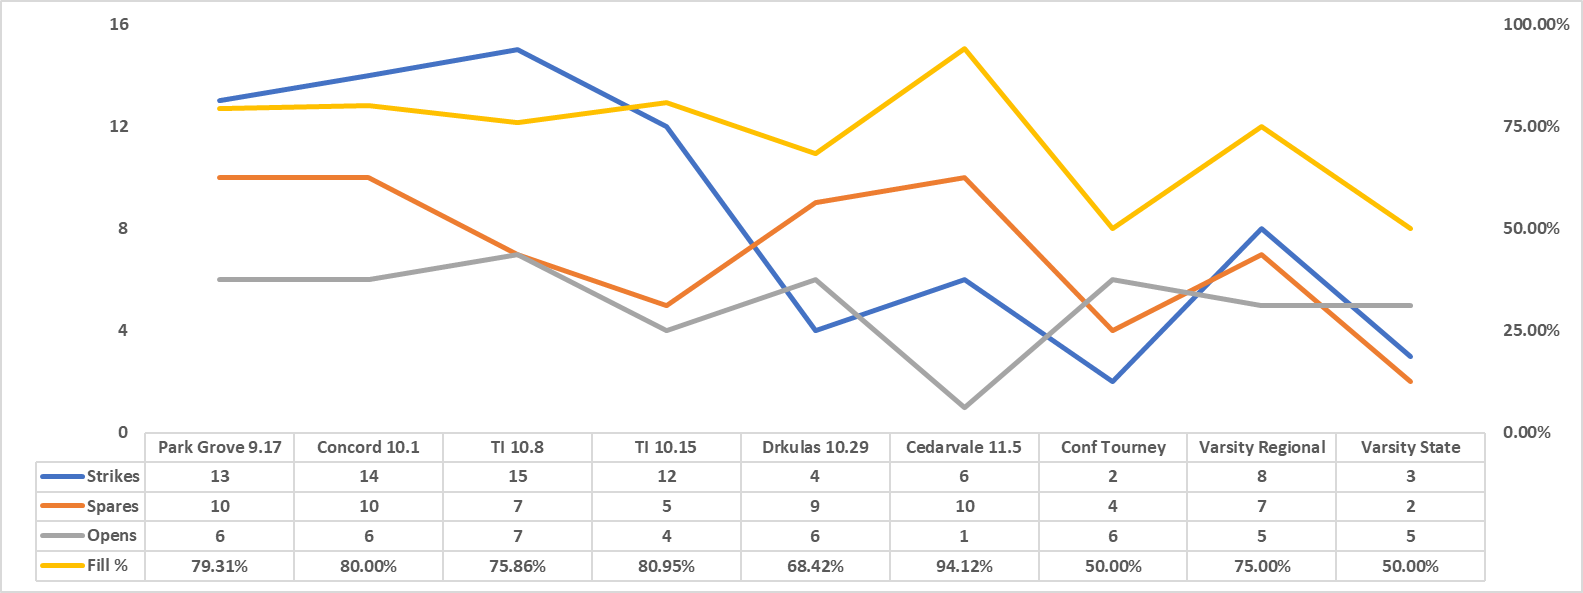 16 100.00%
12 75.00%
8 50.00%
4 25.00%
0 0.00%
Park Grove 9.17 Concord 10.1 TI 10.8 TI 10.15 Drkulas 10.29 Cedarvale 11.5 Conf Tourney Varsity Regional Varsity State
Strikes 13 14 15 12 4 6 2 8 3
Spares 10 10 7 5 9 10 4 7 2
Opens 6 6 7 4 6 1 6 5 5
Fill % 79.31% 80.00% 75.86% 80.95% 68.42% 94.12% 50.00% 75.00% 50.00%